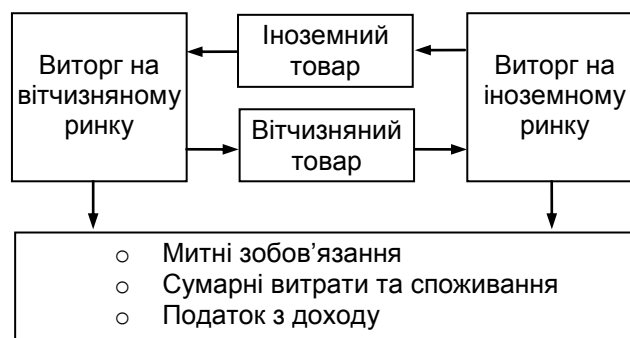 Виторг на
вітчизняному
ринку
Іноземний
товар
Вітчизняний
товар
Виторг на
іноземному
ринку
o Митні зобов’язання
o Сумарні витрати та споживання
o Податок з доходу